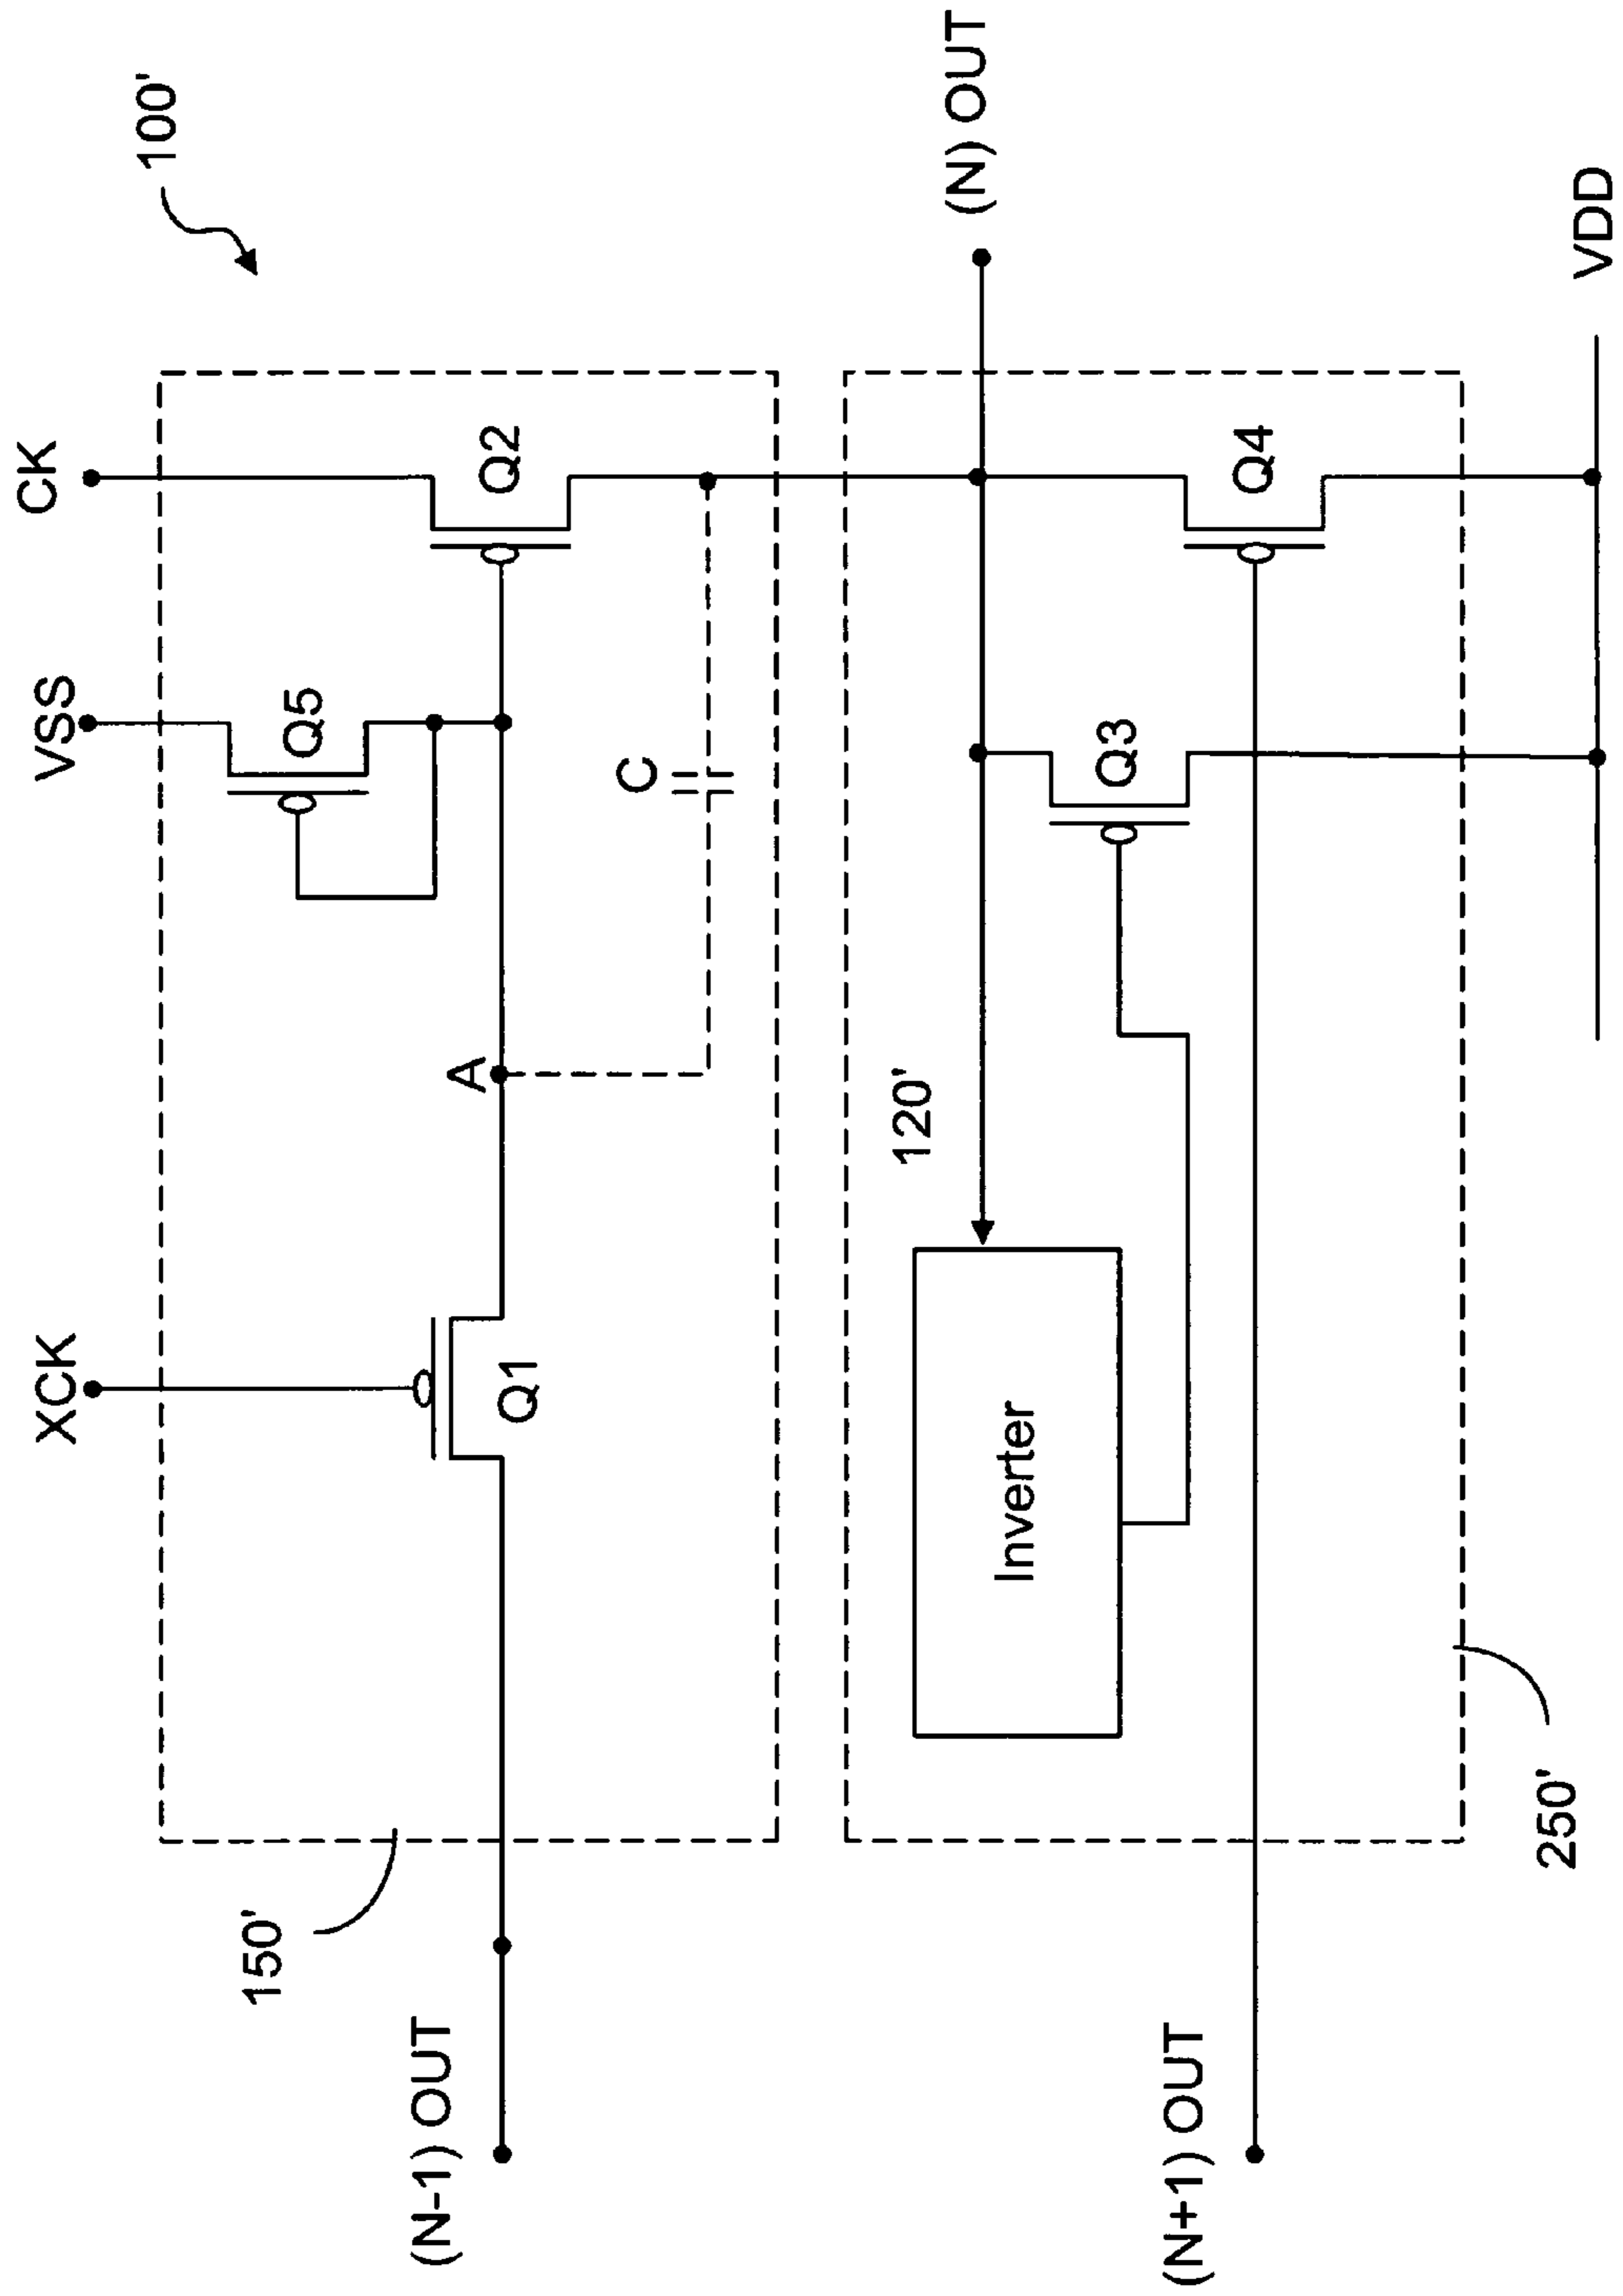 100'
XCK
VSS
CK
Q5
Q2
Q1
A
C
150'
(N-1) OUT
(N) OUT
120'
Inverter
Q3
Q4
(N+1) OUT
250'
VDD